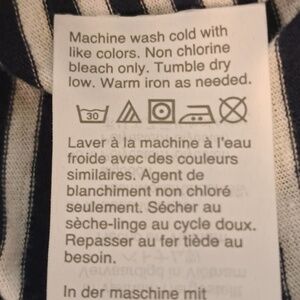 Machine wash cold with
like colors. Non chlorine
bleach only. Tumble dry
low. Warm iron as needed.
30
Laver à la machine à l'eau
froide avec des couleurs
similaires. Agent de
blanchiment non chloré
seulement. Sécher au
sèche-linge au cycle doux.
Repasser au fer tiède au
besoin.
In der maschine mit